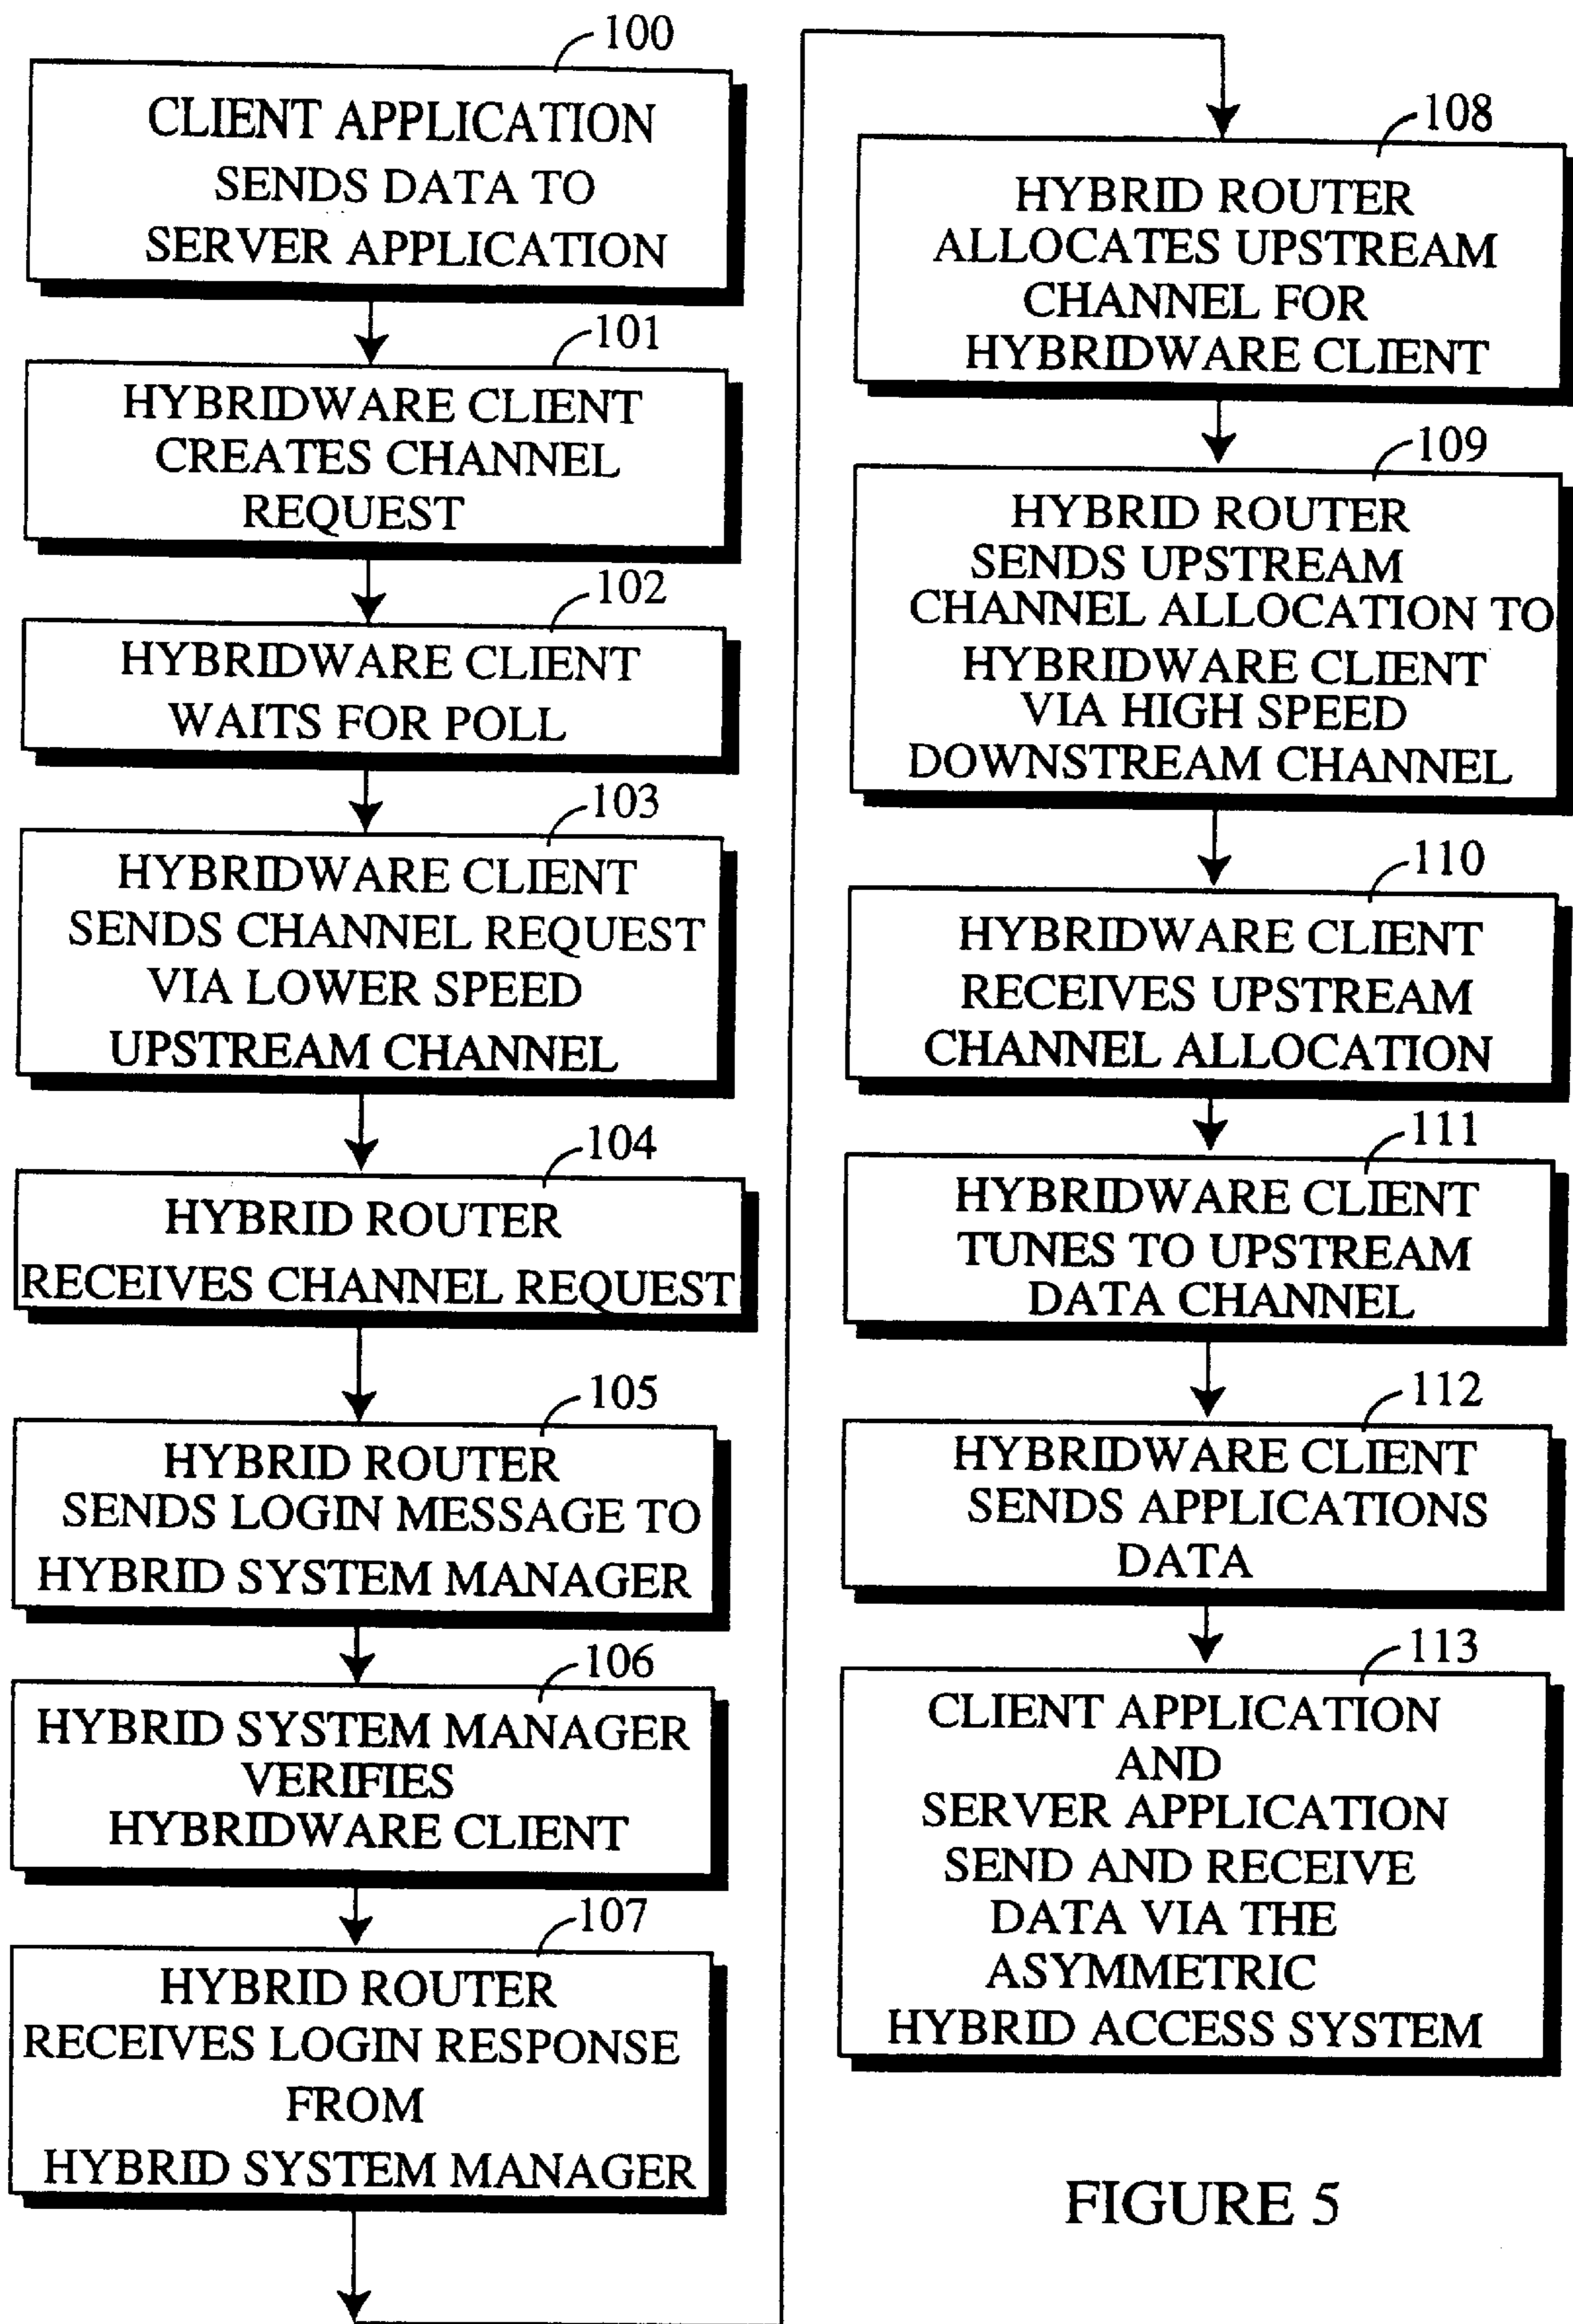 100
CLIENT APPLICATION
SENDS DATA TO
SERVER APPLICATION
101
HYBRIDWARE CLIENT
CREATES CHANNEL
REQUEST
102
HYBRIDWARE CLIENT
WAITS FOR POLL
103
HYBRIDWARE CLIENT
SENDS CHANNEL REQUEST
VIA LOWER SPEED
UPSTREAM CHANNEL
104
HYBRID ROUTER
RECEIVES CHANNEL REQUEST
105
HYBRID ROUTER
SENDS LOGIN MESSAGE TO
HYBRID SYSTEM MANAGER
106
HYBRID SYSTEM MANAGER
VERIFIES
HYBRIDWARE CLIENT
107
HYBRID ROUTER
RECEIVES LOGIN RESPONSE
FROM
HYBRID SYSTEM MANAGER
108
HYBRID ROUTER
ALLOCATES UPSTREAM
CHANNEL FOR
HYBRIDWARE CLIENT
109
HYBRID ROUTER
SENDS UPSTREAM
CHANNEL ALLOCATION TO
HYBRIDWARE CLIENT
VIA HIGH SPEED
DOWNSTREAM CHANNEL
110
HYBRIDWARE CLIENT
RECEIVES UPSTREAM
CHANNEL ALLOCATION
111
HYBRIDWARE CLIENT
TUNES TO UPSTREAM
DATA CHANNEL
112
HYBRIDWARE CLIENT
SENDS APPLICATIONS
DATA
113
CLIENT APPLICATION
AND
SERVER APPLICATION
SEND AND RECEIVE
DATA VIA THE
ASYMMETRIC
HYBRID ACCESS SYSTEM
FIGURE 5